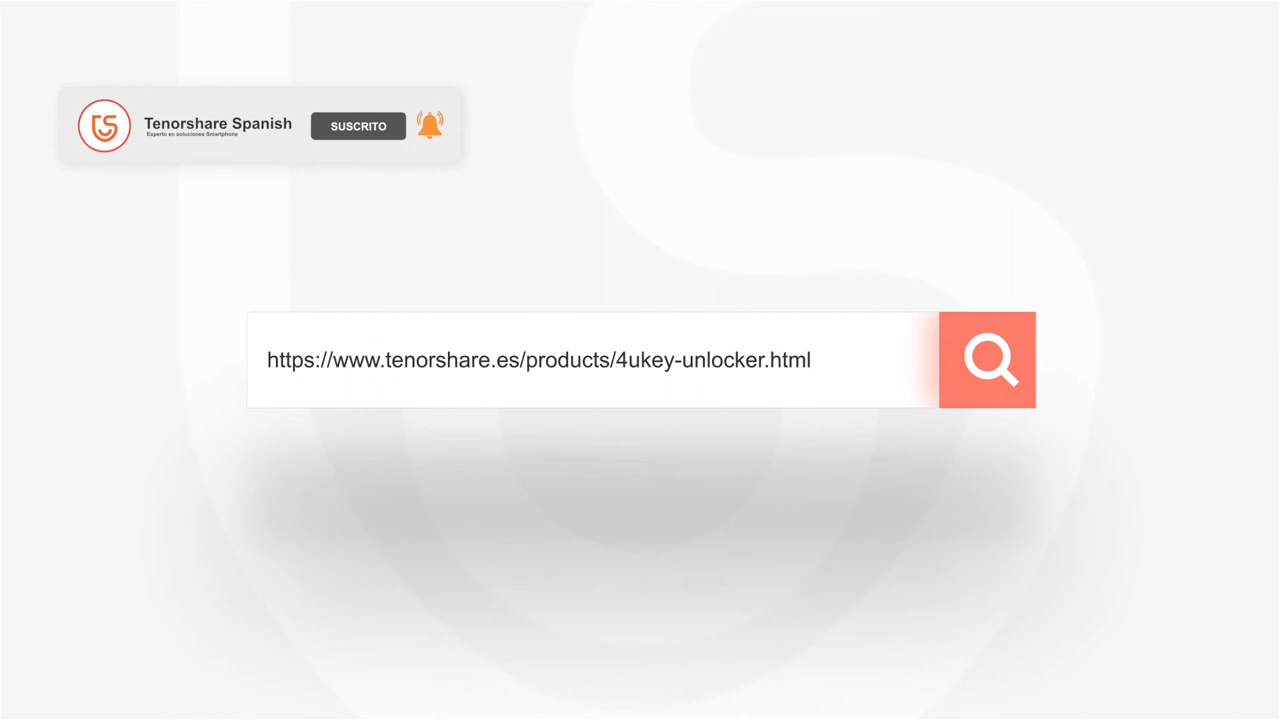 Tenorshare Spanish
Experto en soluciones Smartphone
SUSCRITO
https://www.tenorshare.es/products/4ukey-unlocker.html